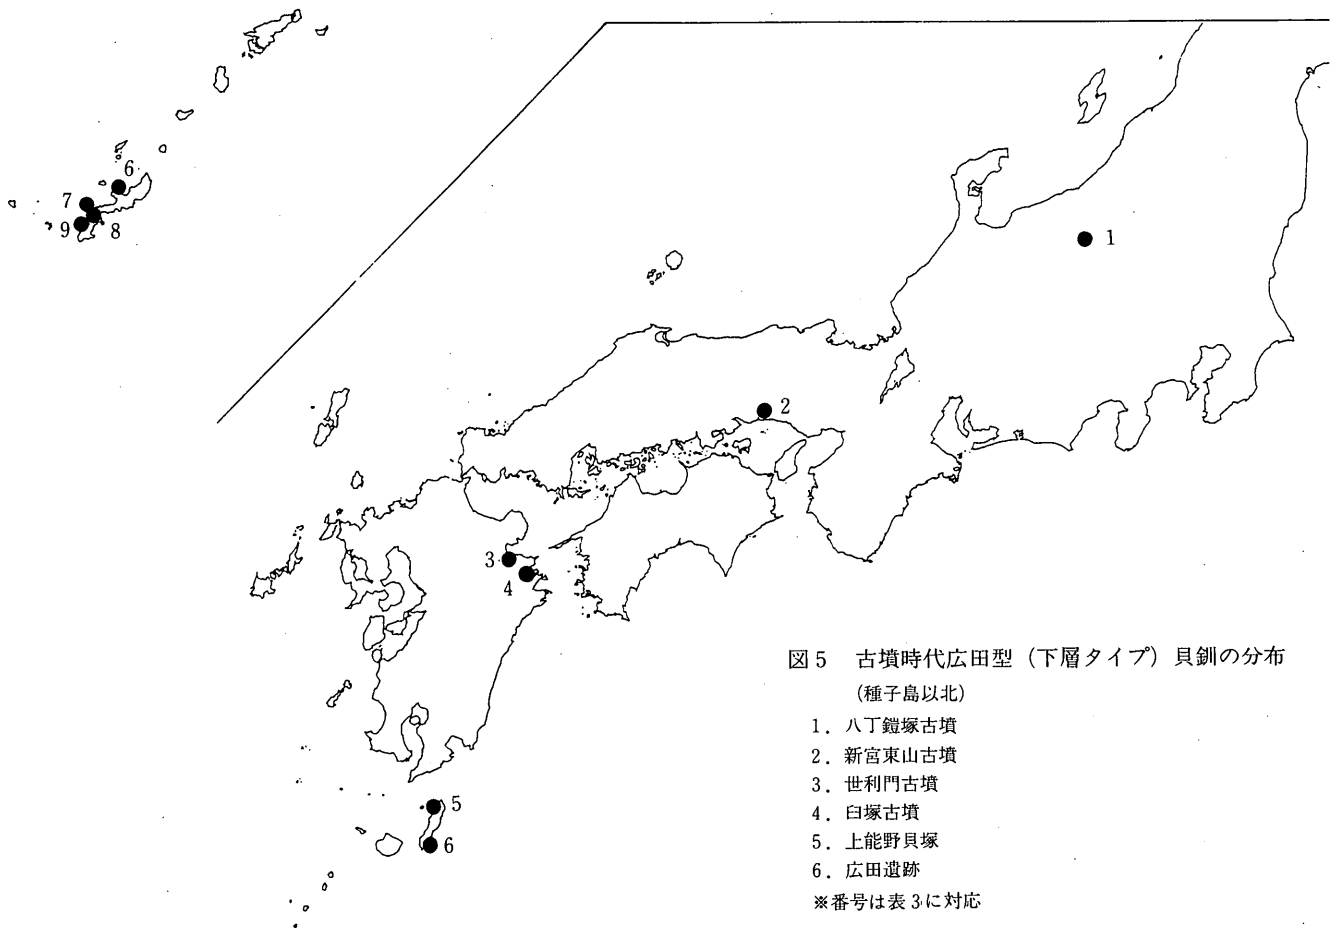 6
7
8
9
1
2
3
4
5
6
図5 古墳時代広田型（下層タイプ）貝釧の分布
（種子島以北）
1．八丁鎧塚古墳
2．新宮東山古墳
3．世利門古墳
4．臼塚古墳
5．上能野貝塚
6．広田遺跡
※番号は表3に対応